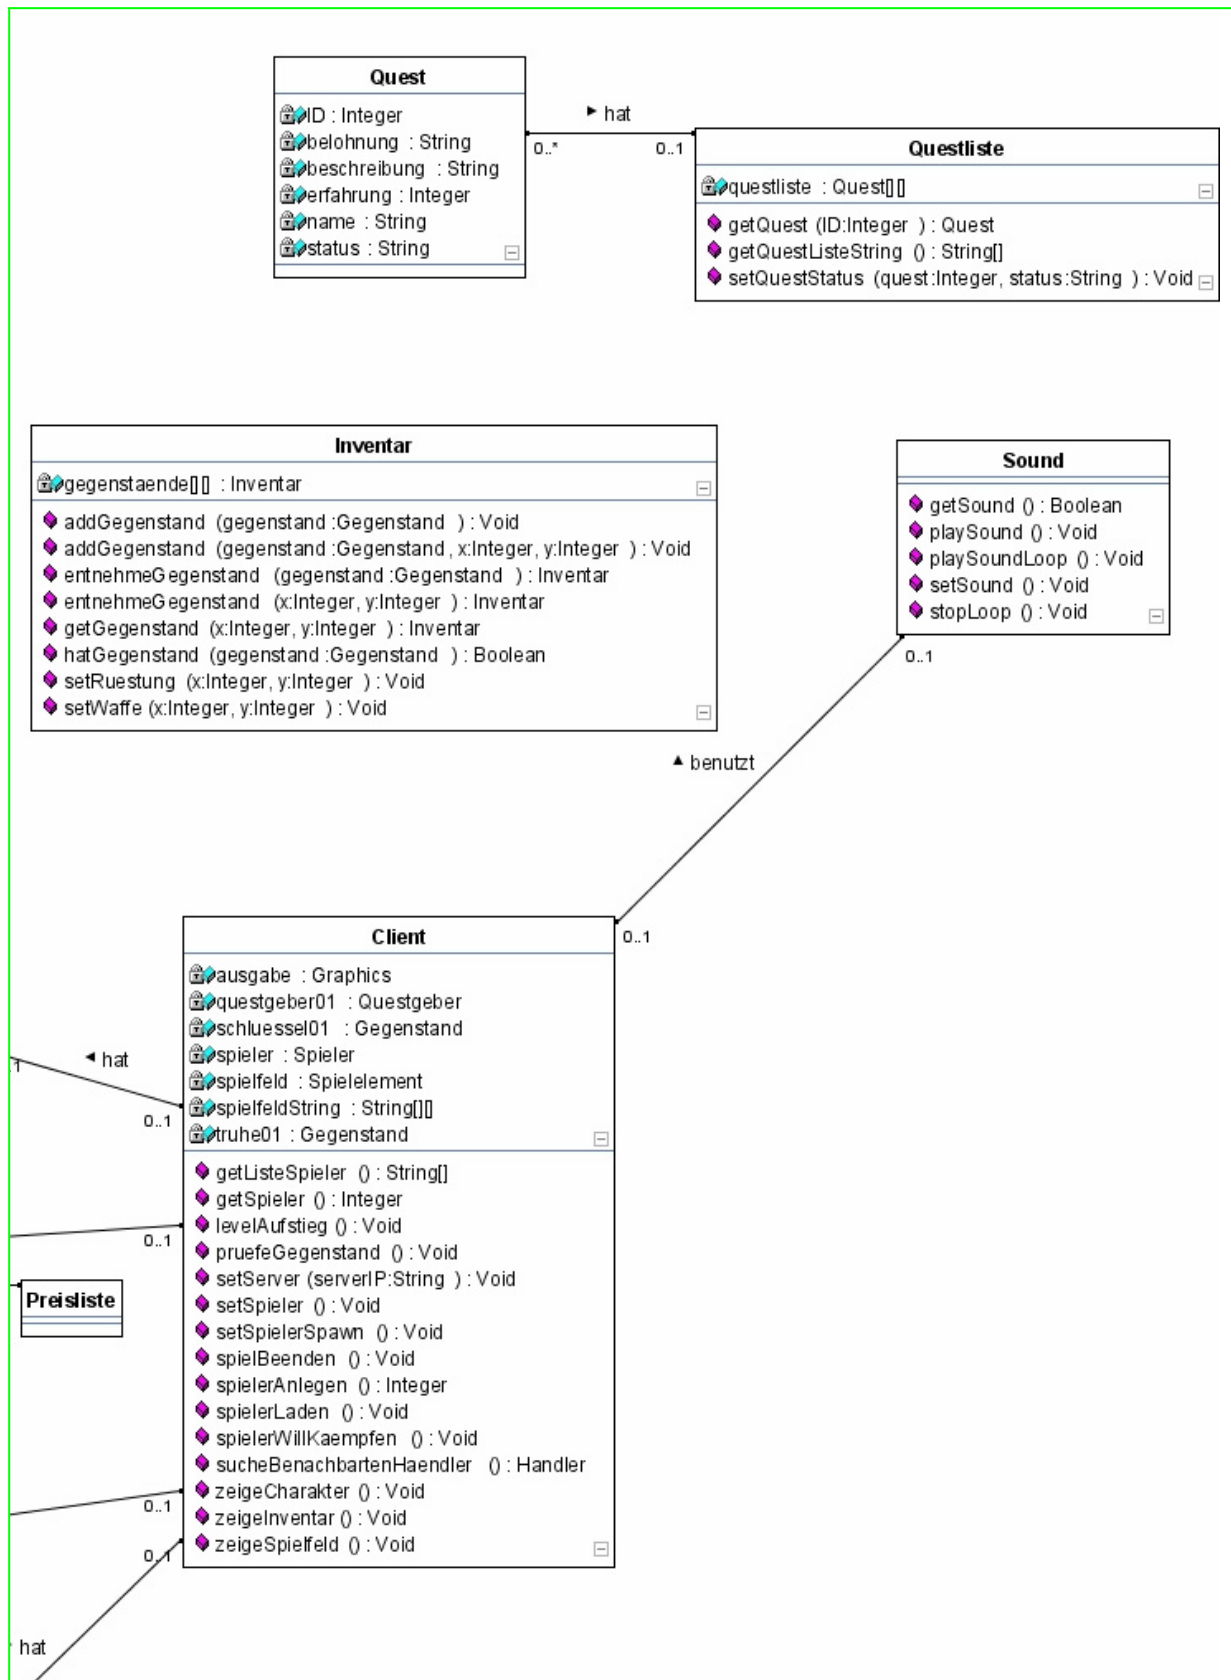 Quest
ID : Integer
belohnung : String
beschreibung : String
erfahrung : Integer
name : String
status : String
► hat
0..*
0..1
Questliste
questliste : Quest[][]
getQuest (ID:Integer ) : Quest
getQuestListeString () : String[]
setQuestStatus (quest:Integer, status:String ) : Void
Inventar
gegenstaende[][] : Inventar
addGegenstand (gegenstand:Gegenstand ) : Void
addGegenstand (gegenstand:Gegenstand, x:Integer, y:Integer ) : Void
entnehmeGegenstand (gegenstand:Gegenstand ) : Inventar
entnehmeGegenstand (x:Integer, y:Integer ) : Inventar
getGegenstand (x:Integer, y:Integer ) : Inventar
hatGegenstand (gegenstand:Gegenstand ) : Boolean
setRuestung (x:Integer, y:Integer ) : Void
setWaffe (x:Integer, y:Integer ) : Void
Sound
getSound () : Boolean
playSound () : Void
playSoundLoop () : Void
setSound () : Void
stopLoop () : Void
0..1
▲ benutzt
0..1
Client
ausgabe : Graphics
questgeber01 : Questgeber
schluessel01 : Gegenstand
spieler : Spieler
spielfeld : Spielelement
spielfeldString : String[][]
truhe01 : Gegenstand
getListeSpieler () : String[]
getSpieler () : Integer
levelAufstieg () : Void
pruefeGegenstand () : Void
setServer (serverIP:String ) : Void
setSpieler () : Void
setSpielerSpawn () : Void
spielBeenden () : Void
spielerAnlegen () : Integer
spielerLaden () : Void
spielerWillKaempfen () : Void
sucheBenachbartenHaendler () : Handler
zeigeCharakter () : Void
zeigeInventar () : Void
zeigeSpielfeld () : Void
◄ hat
.1
0..1
0..1
Preisliste
0..1
0..1
hat